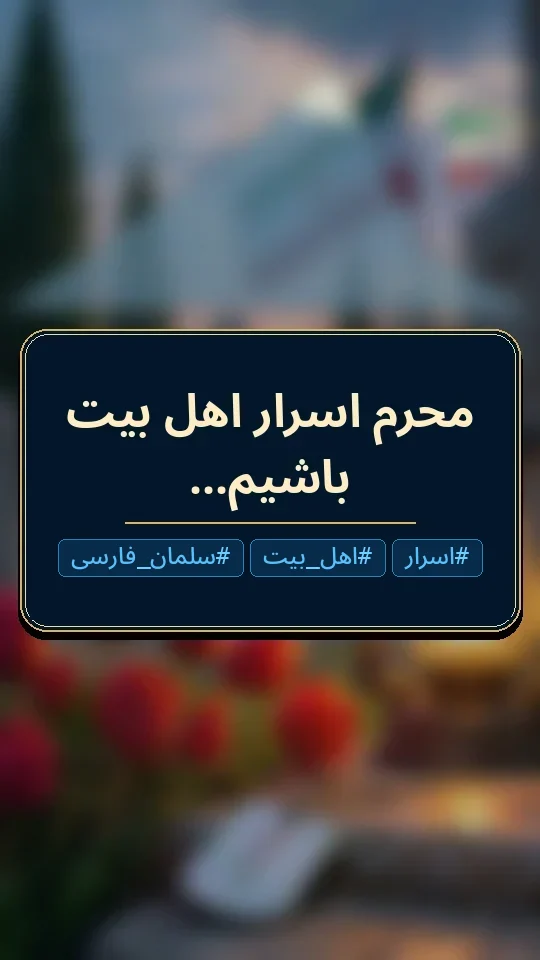 محرم اسرار اهل بیت
باشیم...
#اسرار #اهل_بیت #سلمان_فارسی